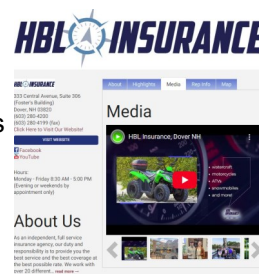 HBL INSURANCE
s
HBL INSURANCE
333 Central Avenue, Suite 306
(Foster's Building)
Dover, NH 03820
(603) 285-4200
(603) 285-4199 (fax)
Click Here to Visit Our Website!
VISIT WEBSITE
Facebook
YouTube
Hours:
Monday - Friday 8:30 AM - 5:00 PM
(Evening or weekends by
appointment only)
About Us
As an independent, full service
insurance agency, our duty and
responsibility is to provide you the
best service and the best coverage at
the best possible rate. We work with
over 20 different... read more
About Highlights Media Key Info Map
Media
HBL Insurance, Dover NH
• watercraft
• motorcycles
• RVs
• snowmobiles
• and more!